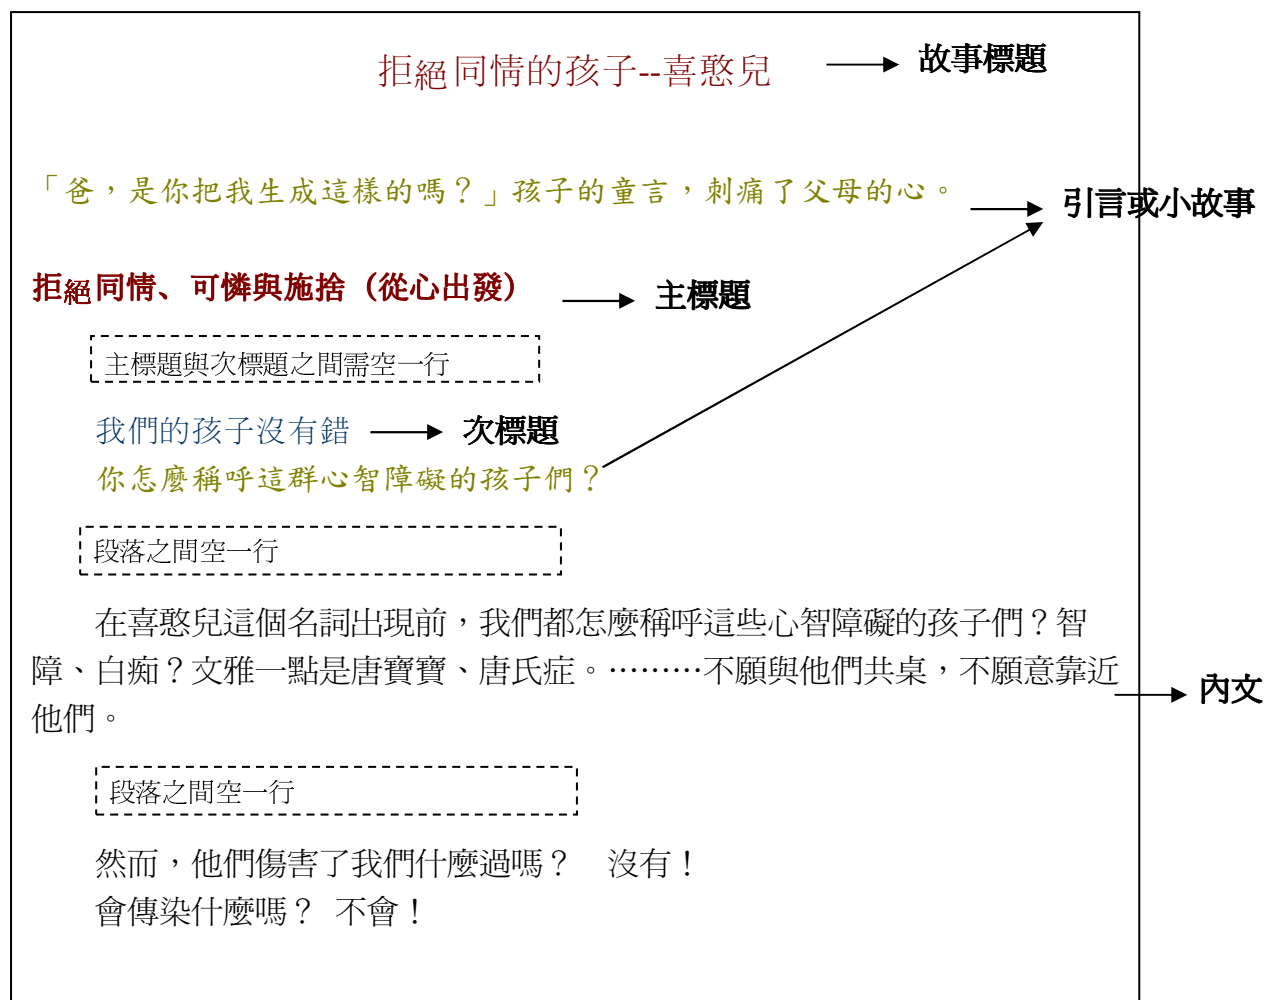 拒絕同情的孩子--喜憨兒
故事標題
「爸，是你把我生成這樣的嗎？」孩子的童言，刺痛了父母的心。
引言或小故事
拒絕同情、可憐與施捨（從心出發）
主標題
主標題與次標題之間需空一行
我們的孩子沒有錯
次標題
你怎麼稱呼這群心智障礙的孩子們？
段落之間空一行
在喜憨兒這個名詞出現前，我們都怎麼稱呼這些心智障礙的孩子們？智
障、白痴？文雅一點是唐寶寶、唐氏症。………不願與他們共桌，不願意靠近
他們。
內文
段落之間空一行
然而，他們傷害了我們什麼過嗎？　沒有！
會傳染什麼嗎？ 不會！